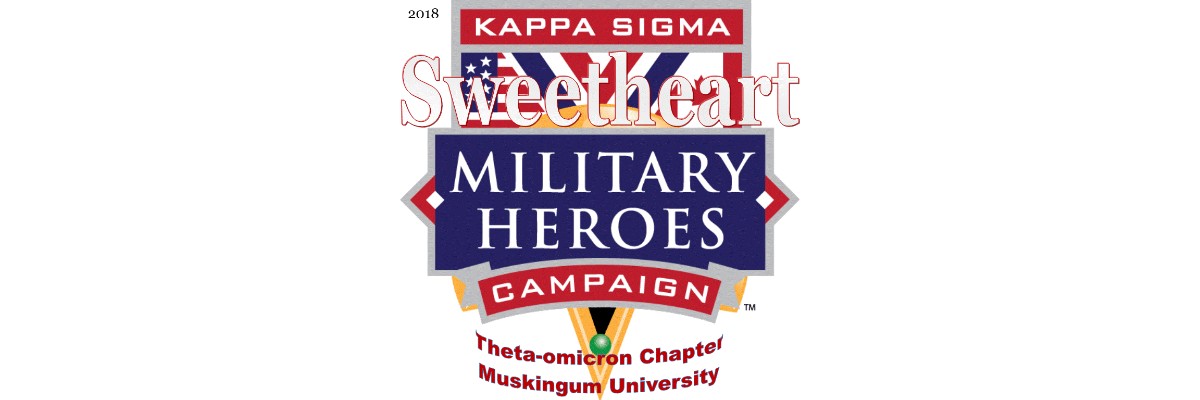 2018
KAPPA SIGMA
Sweetheart
MILITARY
HEROES
CAMPAIGN
TM
Theta-omicron Chapter
Muskingum University